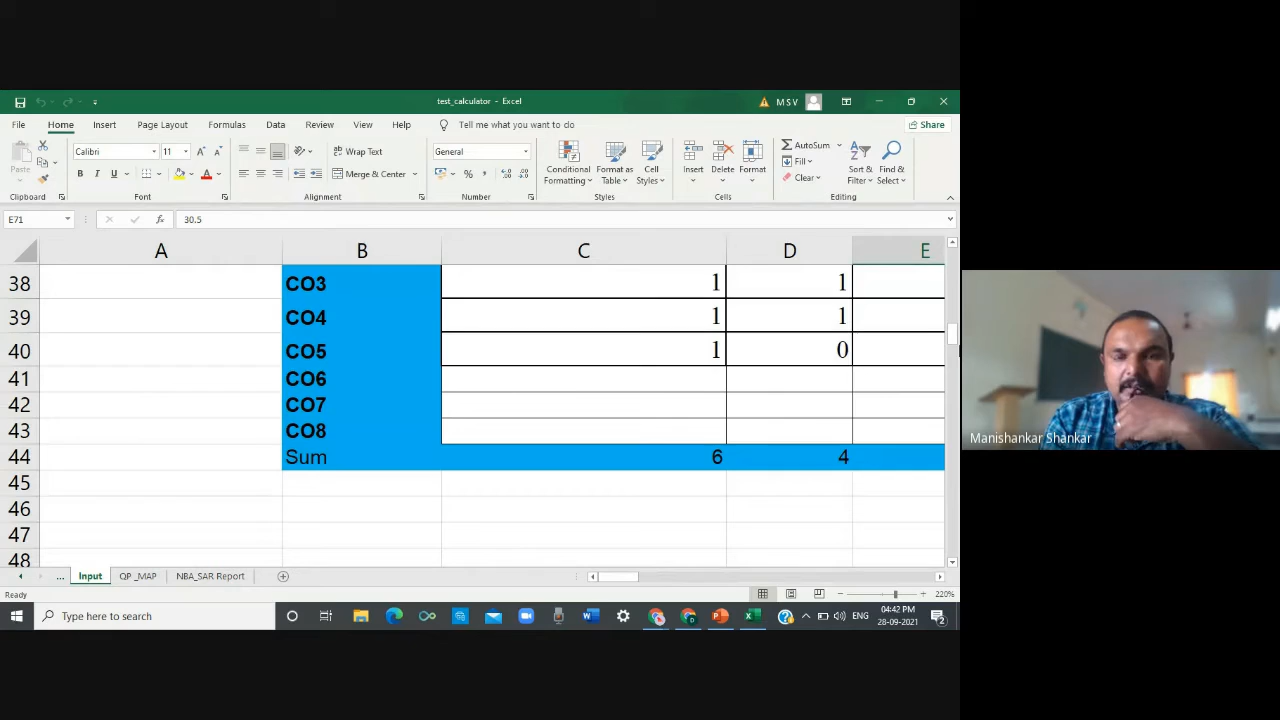 test_calculator - Excel
M S V
File Home Insert Page Layout Formulas Data Review View Help Tell me what you want to do Share
Paste
Calibri 11
B I U
A A
Wrap Text
Merge & Center
General
% ,
Conditional Formatting
Format as Table
Cell Styles
Insert Delete Format
AutoSum
Fill
Clear
Sort & Filter
Find & Select
Clipboard Font Alignment Number Styles Cells Editing
E71 fx 30.5
A B C D E
38 CO3 1 1
39 CO4 1 1
40 CO5 1 0
41 CO6
42 CO7
43 CO8
44 Sum 6 4
45
46
47
48
... Input QP _MAP NBA_SAR Report
Ready 220%
Type here to search
ENG
04:42 PM
28-09-2021
2
Manishankar Shankar